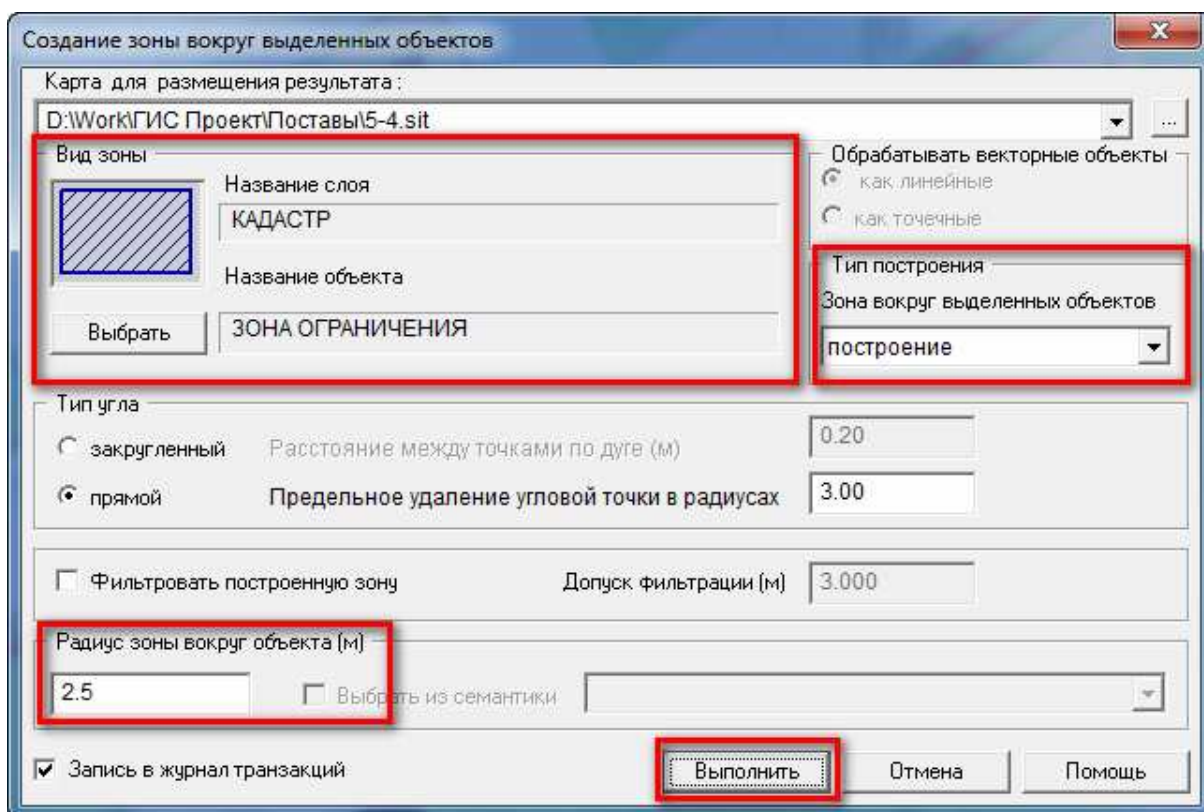 Создание зоны вокруг выделенных объектов
Карта для размещения результата :
D:\Work\ГИС Проект\Поставы\5-4.sit
...
Вид зоны
Название слоя
КАДАСТР
Название объекта
Выбрать
ЗОНА ОГРАНИЧЕНИЯ
Обрабатывать векторные объекты
как линейные
как точечные
Тип построения
Зона вокруг выделенных объектов
построение
Тип угла
закругленный
Расстояние между точками по дуге (м)
0.20
прямой
Предельное удаление угловой точки в радиусах
3.00
Фильтровать построенную зону
Допуск фильтрации (м)
3.000
Радиус зоны вокруг объекта (м)
2.5
Выбрать из семантики
Запись в журнал транзакций
Выполнить
Отмена
Помощь